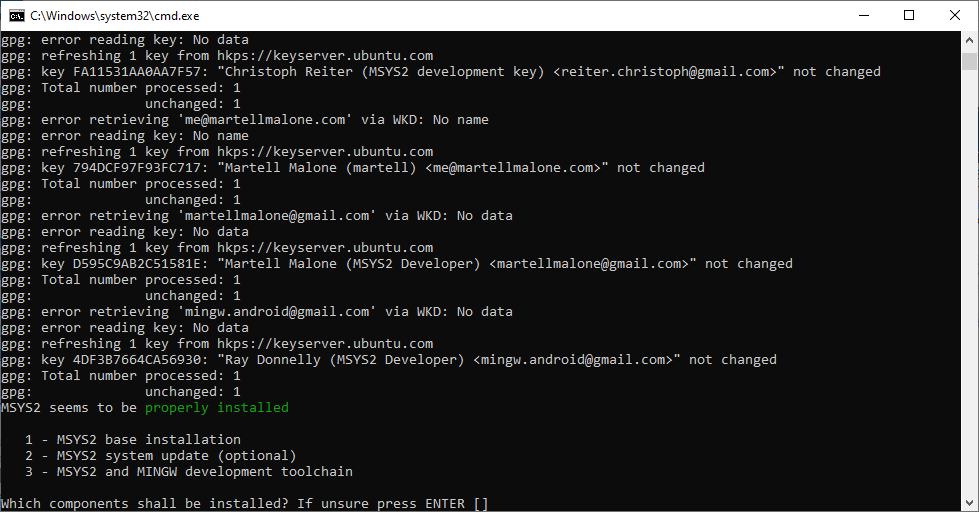 C:\Windows\system32\cmd.exe
gpg: error reading key: No data
gpg: refreshing 1 key from hkps://keyserver.ubuntu.com
gpg: key FA11531AA0AA7F57: "Christoph Reiter (MSYS2 development key) <reiter.christoph@gmail.com>" not changed
gpg: Total number processed: 1
gpg:              unchanged: 1
gpg: error retrieving 'me@martellmalone.com' via WKD: No name
gpg: error reading key: No name
gpg: refreshing 1 key from hkps://keyserver.ubuntu.com
gpg: key 794DCF97F93FC717: "Martell Malone (martell) <me@martellmalone.com>" not changed
gpg: Total number processed: 1
gpg:              unchanged: 1
gpg: error retrieving 'martellmalone@gmail.com' via WKD: No data
gpg: error reading key: No data
gpg: refreshing 1 key from hkps://keyserver.ubuntu.com
gpg: key D595C9AB2C51581E: "Martell Malone (MSYS2 Developer) <martellmalone@gmail.com>" not changed
gpg: Total number processed: 1
gpg:              unchanged: 1
gpg: error retrieving 'mingw.android@gmail.com' via WKD: No data
gpg: error reading key: No data
gpg: refreshing 1 key from hkps://keyserver.ubuntu.com
gpg: key 4DF3B7664CA56930: "Ray Donnelly (MSYS2 Developer) <mingw.android@gmail.com>" not changed
gpg: Total number processed: 1
gpg:              unchanged: 1
MSYS2 seems to be properly installed
   1 - MSYS2 base installation
   2 - MSYS2 system update (optional)
   3 - MSYS2 and MINGW development toolchain
Which components shall be installed? If unsure press ENTER []